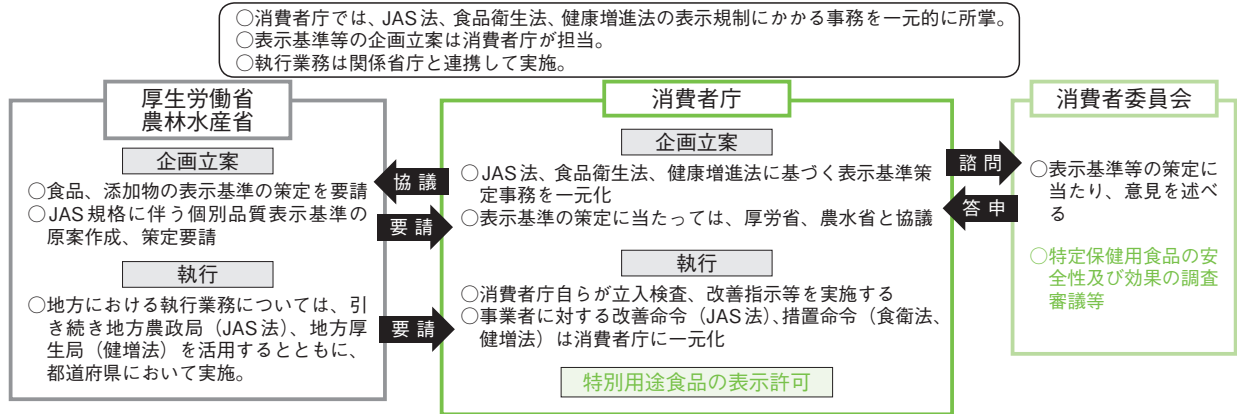 ○消費者庁では、JAS法、食品衛生法、健康増進法の表示規制にかかる事務を一元的に所掌。
○表示基準等の企画立案は消費者庁が担当。
○執行業務は関係省庁と連携して実施。
厚生労働省
農林水産省
企画立案
○食品、添加物の表示基準の策定を要請
○JAS規格に伴う個別品質表示基準の
原案作成、策定要請
執行
○地方における執行業務については、引
き続き地方農政局（JAS法）、地方厚
生局（健増法）を活用するとともに、
都道府県において実施。
協議
要請
要請
消費者庁
企画立案
○JAS法、食品衛生法、健康増進法に基づく表示基準策
定事務を一元化
○表示基準の策定に当たっては、厚労省、農水省と協議
執行
○消費者庁自らが立入検査、改善指示等を実施する
○事業者に対する改善命令（JAS法）、措置命令（食衛法、
健増法）は消費者庁に一元化
特別用途食品の表示許可
諮問
答申
消費者委員会
○表示基準等の策定に
当たり、意見を述べ
る
○特定保健用食品の安
全性及び効果の調査
審議等